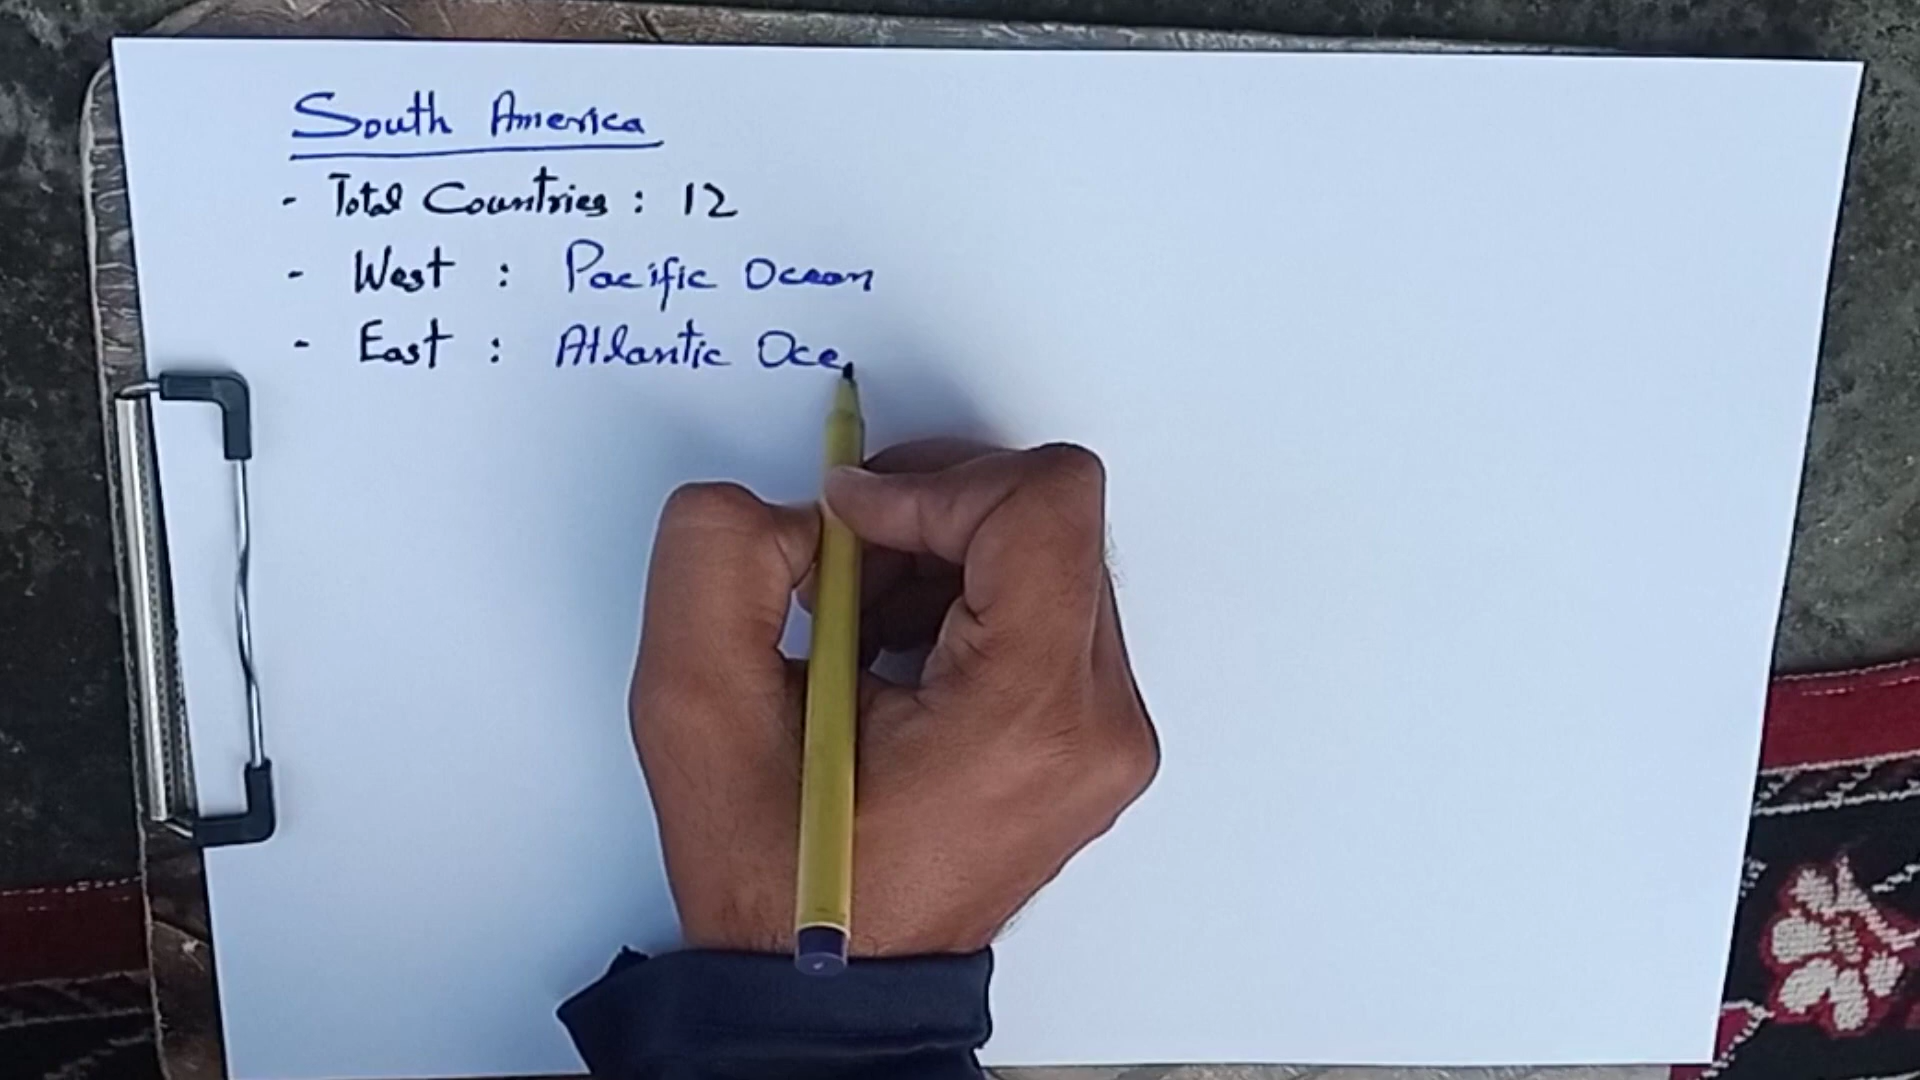 South America
- Total Countries : 12
- West : Pacific Ocean
- East : Atlantic Oce